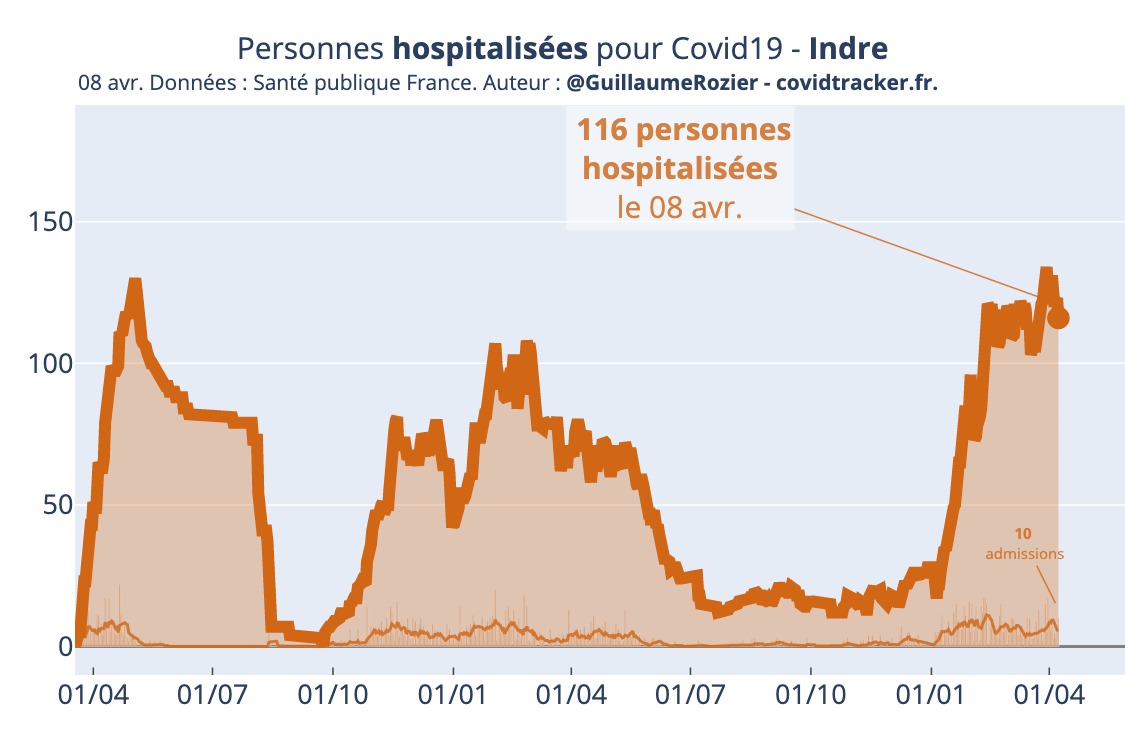 Personnes hospitalisées pour Covid19 - Indre
08 avr. Données : Santé publique France. Auteur : @GuillaumeRozier - covidtracker.fr.
116 personnes
hospitalisées
le 08 avr.
150
100
50
0
10
admissions
01/04 01/07 01/10 01/01 01/04 01/07 01/10 01/01 01/04